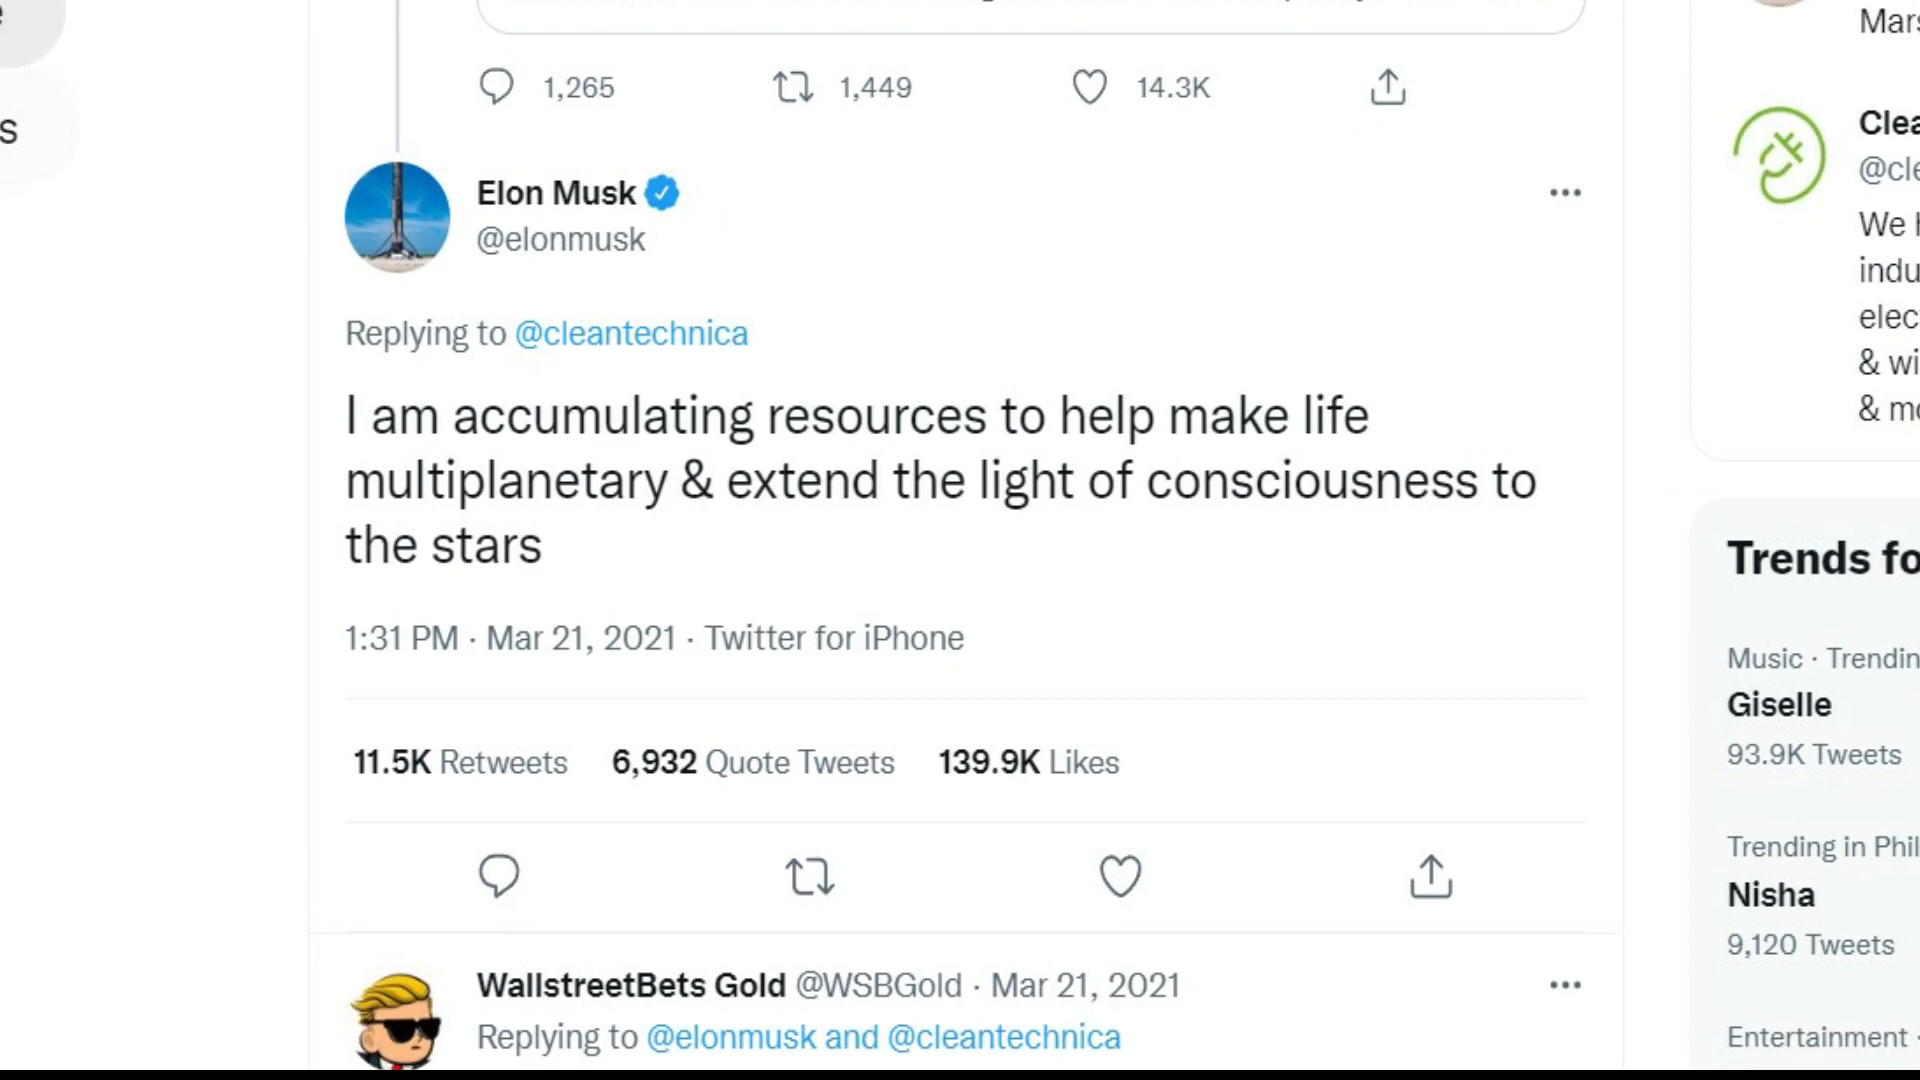 1,265 1,449 14.3K
Elon Musk
@elonmusk
Replying to @cleantechnica
I am accumulating resources to help make life
multiplanetary & extend the light of consciousness to
the stars
1:31 PM · Mar 21, 2021 · Twitter for iPhone
11.5K Retweets 6,932 Quote Tweets 139.9K Likes
WallstreetBets Gold @WSBGold · Mar 21, 2021
Replying to @elonmusk and @cleantechnica
s
Mars
Clea
@cle
We h
indu
elec
& wi
& mo
Trends fo
Music · Trendin
Giselle
93.9K Tweets
Trending in Phil
Nisha
9,120 Tweets
Entertainment ·